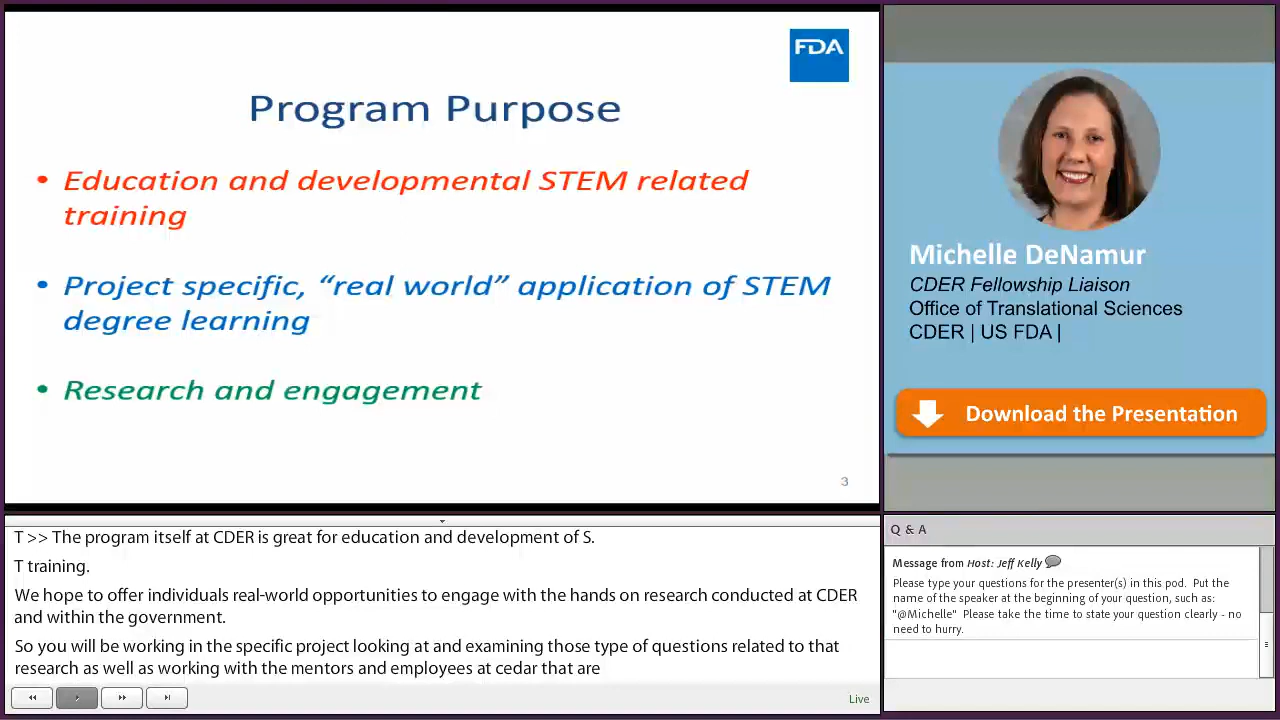 FDA
Program Purpose
• Education and developmental STEM related
training
• Project specific, “real world” application of STEM
degree learning
• Research and engagement
3
Michelle DeNamur
CDER Fellowship Liaison
Office of Translational Sciences
CDER | US FDA |
Download the Presentation
T >> The program itself at CDER is great for education and development of S.
T training.
We hope to offer individuals real-world opportunities to engage with the hands on research conducted at CDER
and within the government.
So you will be working in the specific project looking at and examining those type of questions related to that
research as well as working with the mentors and employees at cedar that are
Live
Q & A
Message from Host: Jeff Kelly
Please type your questions for the presenter(s) in this pod. Put the
name of the speaker at the beginning of your question, such as:
"@Michelle" Please take the time to state your question clearly - no
need to hurry.